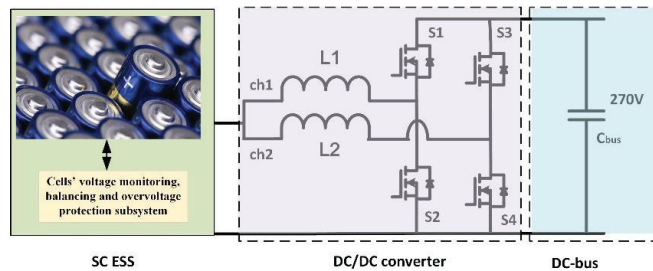 S1
S3
L1
ch1
270V
Cbus
ch2
L2
Cells' voltage monitoring,
balancing and overvoltage
protection subsystem
S2
S4
SC ESS
DC/DC converter
DC-bus